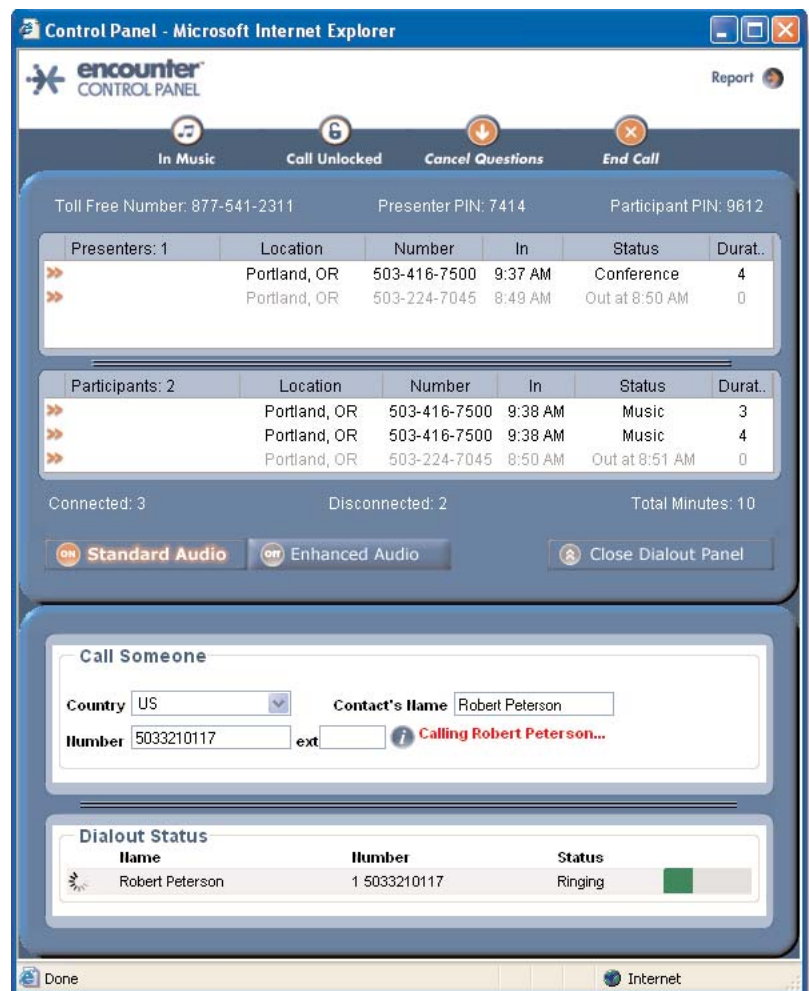 Control Panel - Microsoft Internet Explorer
encounter
CONTROL PANEL
Report
In Music Call Unlocked Cancel Questions End Call
Toll Free Number: 877-541-2311 Presenter PIN: 7414 Participant PIN: 9612
Presenters: 1 Location Number In Status Durat..
Portland, OR 503-416-7500 9:37 AM Conference 4
Portland, OR 503-224-7045 8:49 AM Out at 8:50 AM 0
Participants: 2 Location Number In Status Durat..
Portland, OR 503-416-7500 9:38 AM Music 3
Portland, OR 503-416-7500 9:38 AM Music 4
Portland, OR 503-224-7045 8:50 AM Out at 8:51 AM 0
Connected: 3 Disconnected: 2 Total Minutes: 10
ON Standard Audio Off Enhanced Audio Close Dialout Panel
Call Someone
Country US Contact's Name Robert Peterson
Number 5033210117 ext i Calling Robert Peterson...
Dialout Status
Name Number Status
Robert Peterson 1 5033210117 Ringing
Done Internet